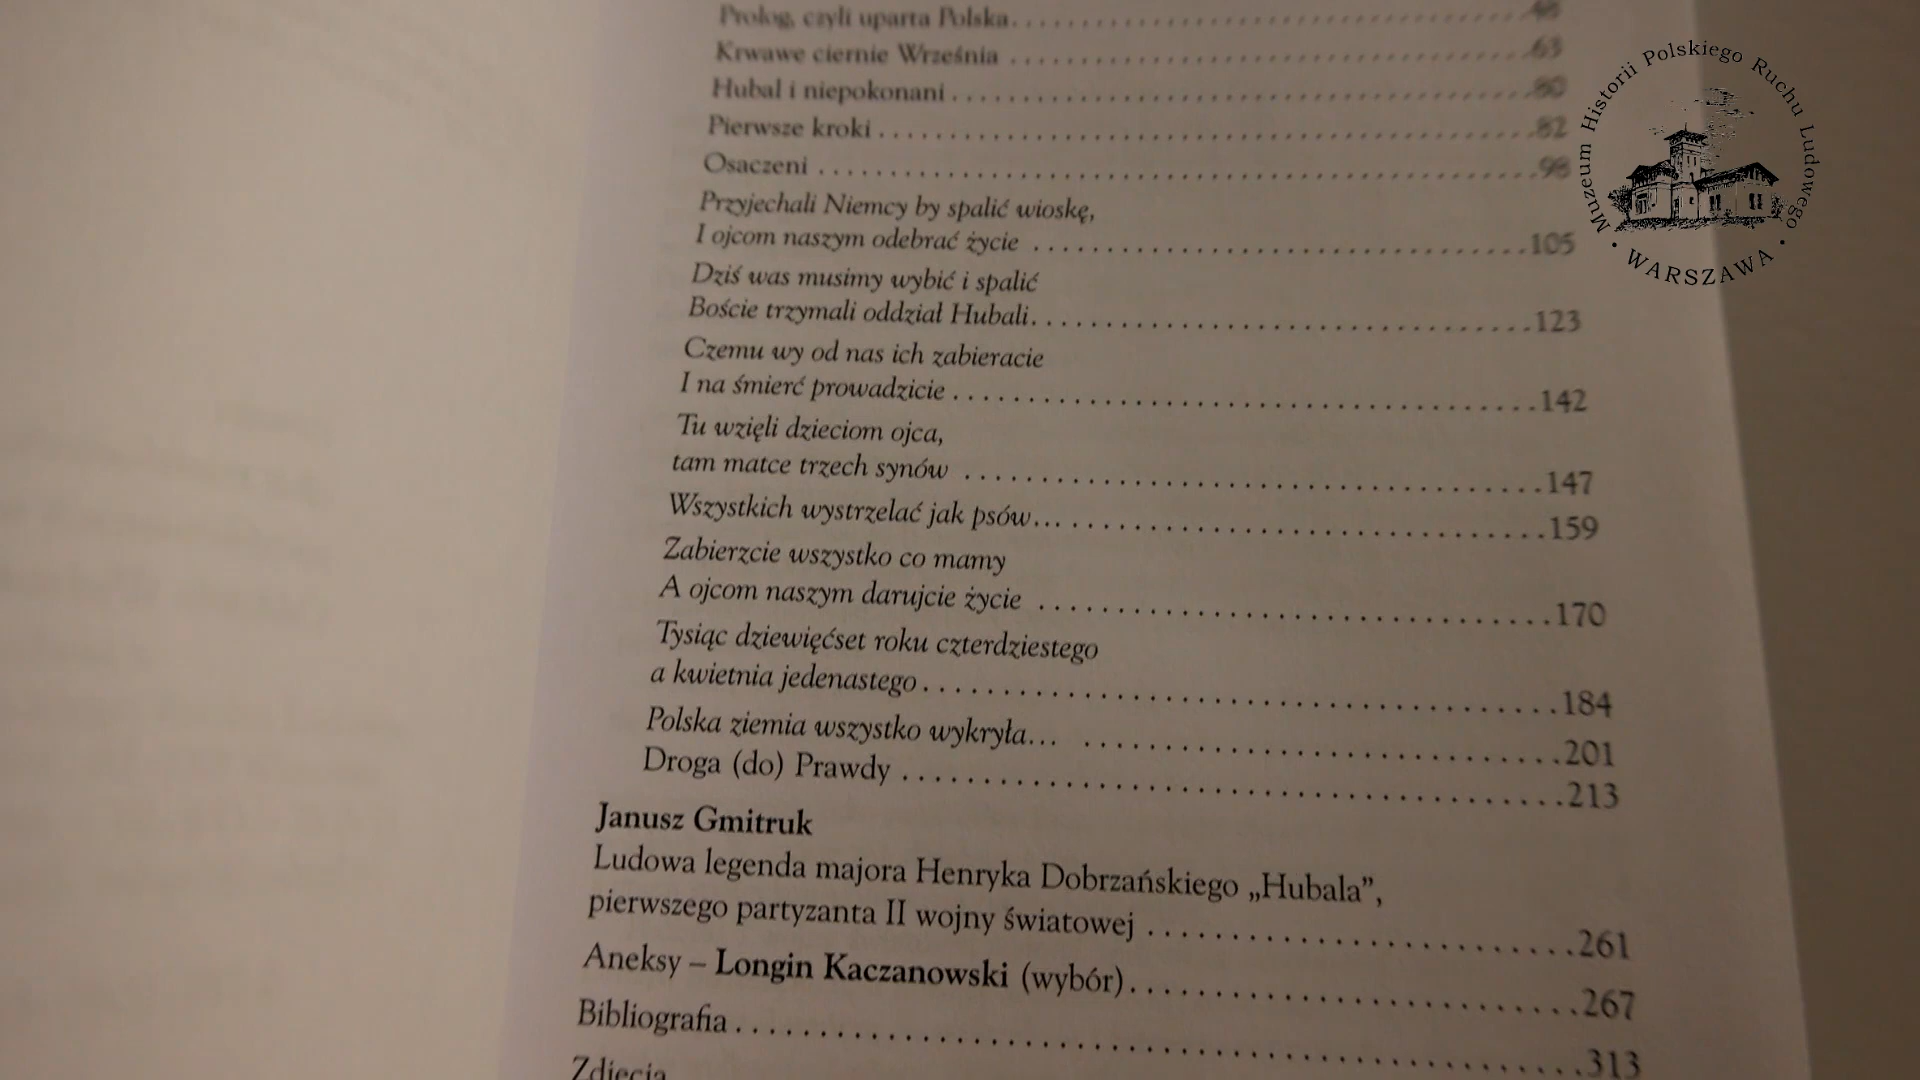 Prolog, czyli uparta Polska
Krwawe ciernie Września 63
Hubal i niepokonani 80
Pierwsze kroki 82
Osaczeni 98
Przyjechali Niemcy by spalić wioskę,
I ojcom naszym odebrać życie 105
Dziś was musimy wybić i spalić
Boście trzymali oddział Hubali 123
Czemu wy od nas ich zabieracie
I na śmierć prowadzicie 142
Tu wzięli dzieciom ojca,
tam matce trzech synów 147
Wszystkich wystrzelać jak psów... 159
Zabierzcie wszystko co mamy
A ojcom naszym darujcie życie 170
Tysiąc dziewięćset roku czterdziestego
a kwietnia jedenastego 184
Polska ziemia wszystko wykryła... 201
Droga (do) Prawdy 213
Janusz Gmitruk
Ludowa legenda majora Henryka Dobrzańskiego „Hubala”,
pierwszego partyzanta II wojny światowej 261
Aneksy – Longin Kaczanowski (wybór) 267
Bibliografia 313
Zdjęcia
Muzeum Historii Polskiego Ruchu Ludowego
• WARSZAWA •